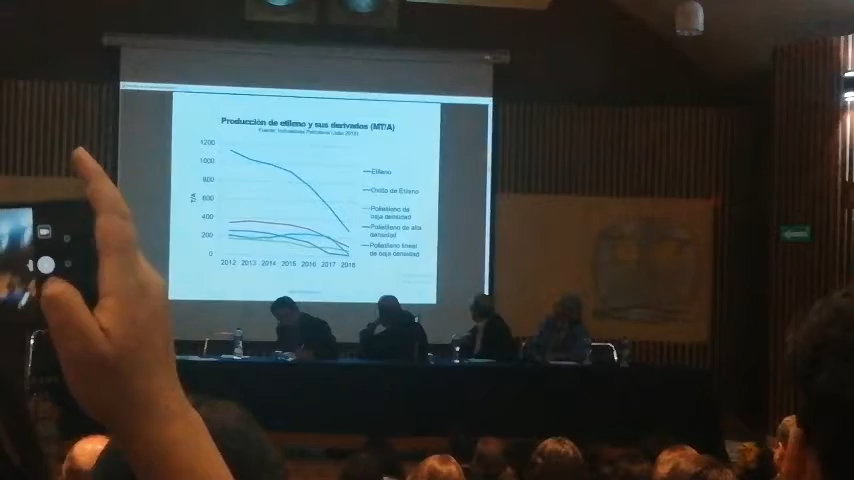 Producción de etileno y sus derivados (MT/A)
1200
1000
800
600
400
200
0
T/A
2012 2013 2014 2015 2016 2017 2018
Etileno
Oxido de Etileno
Polietileno de
baja densidad
Polietileno de alta
densidad
Polietileno lineal
de baja densidad